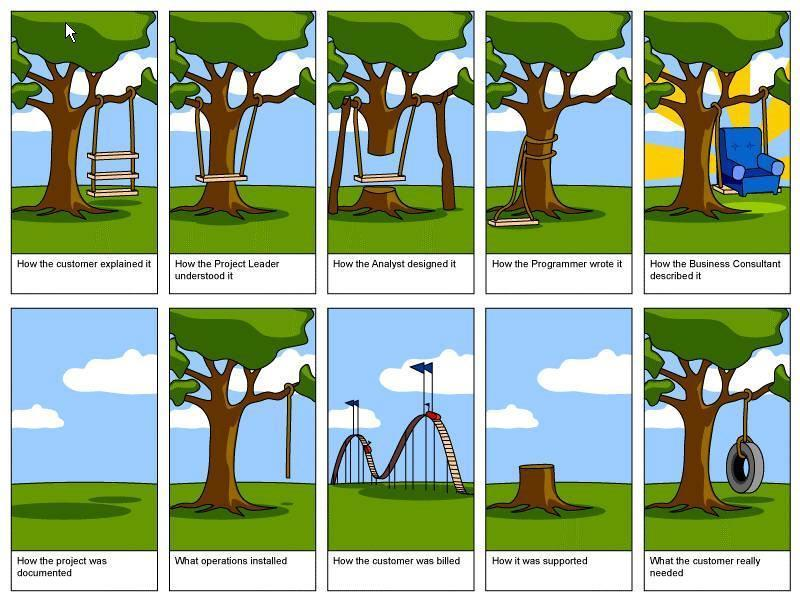 How the customer explained it
How the Project Leader
understood it
How the Analyst designed it
How the Programmer wrote it
How the Business Consultant
described it
How the project was
documented
What operations installed
How the customer was billed
How it was supported
What the customer really
needed